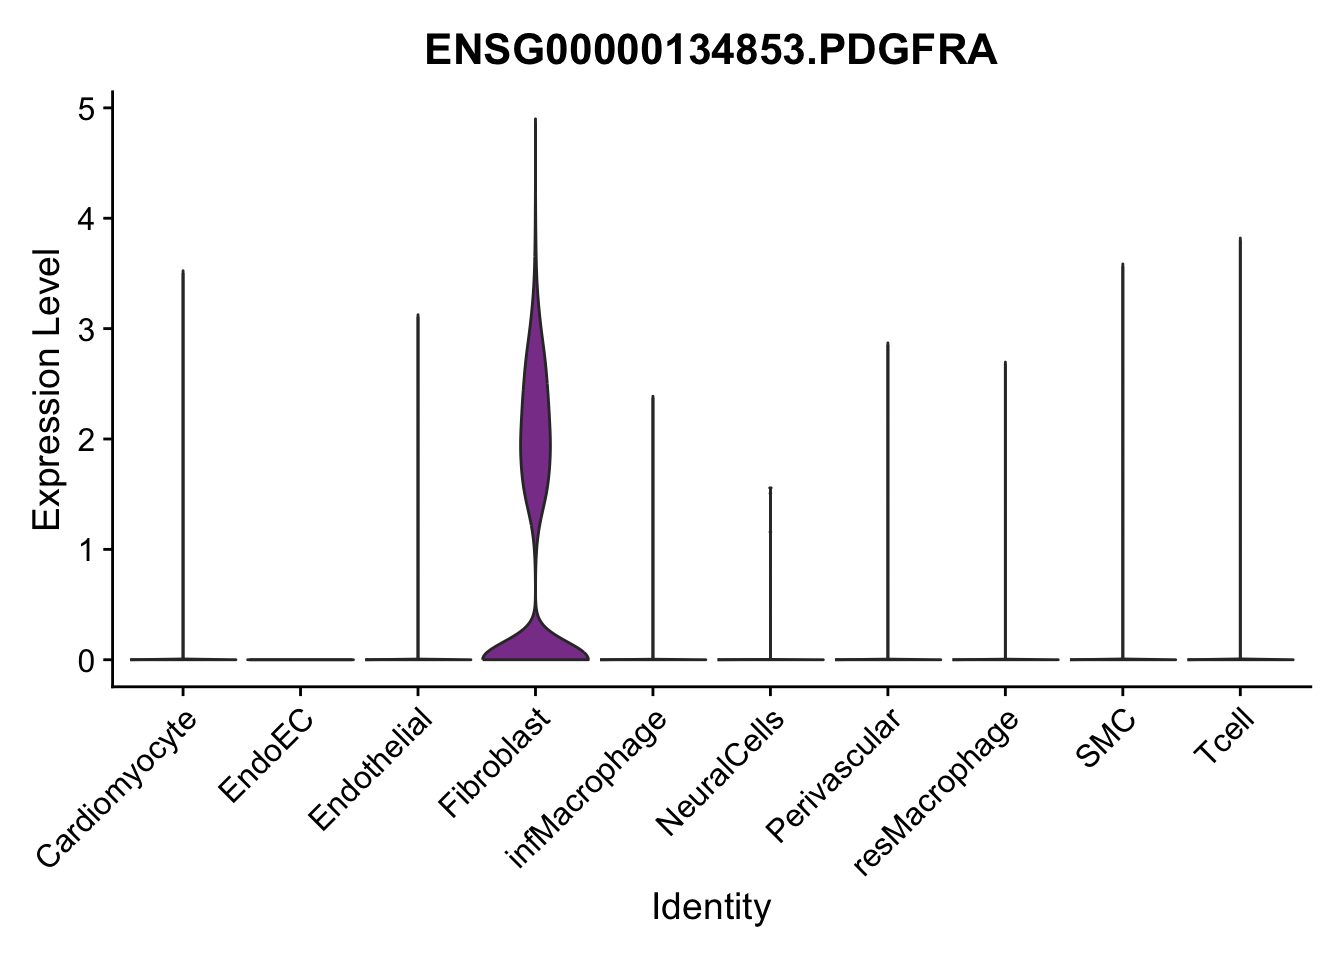 ENSG00000134853.PDGFRA
Expression Level
5
4
3
2
1
0
Cardiomyocyte
EndoEC
Endothelial
Fibroblast
infMacrophage
NeuralCells
Perivascular
resMacrophage
SMC
Tcell
Identity